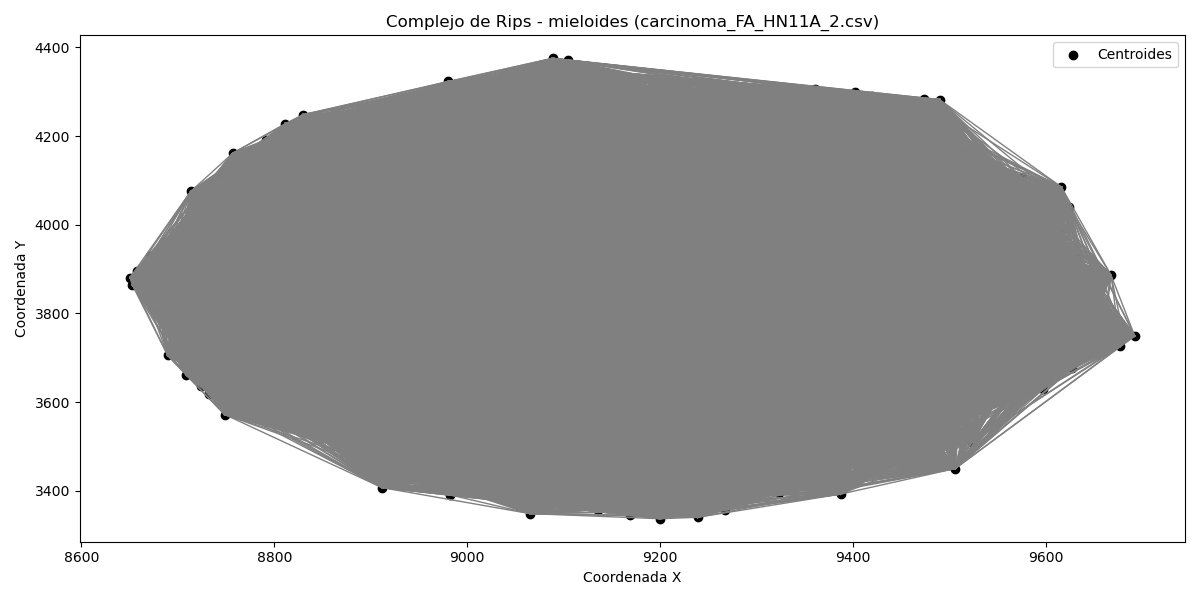 Complejo de Rips - mieloides (carcinoma_FA_HN11A_2.csv)
Centroides
4400
4200
4000
3800
3600
3400
Coordenada Y
8600 8800 9000 9200 9400 9600
Coordenada X